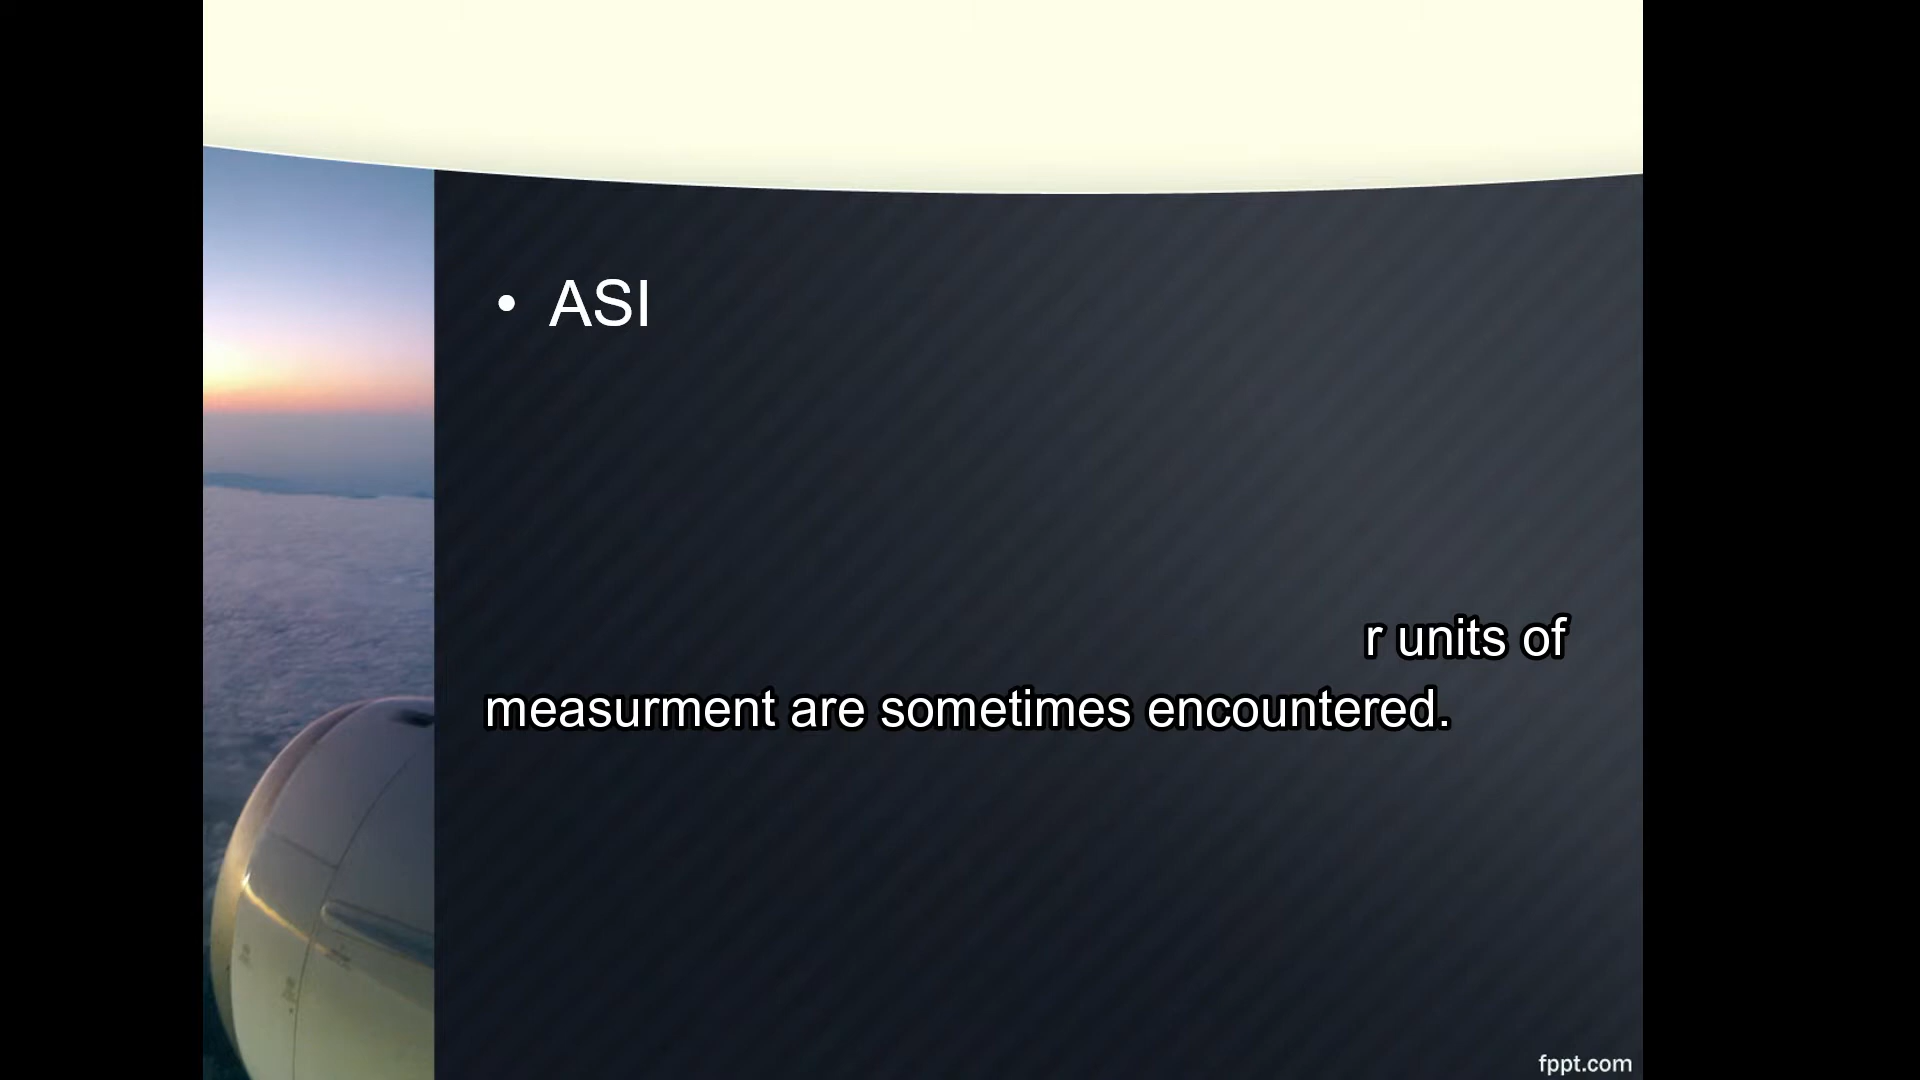 • ASI
r units of
measurment are sometimes encountered.
fppt.com